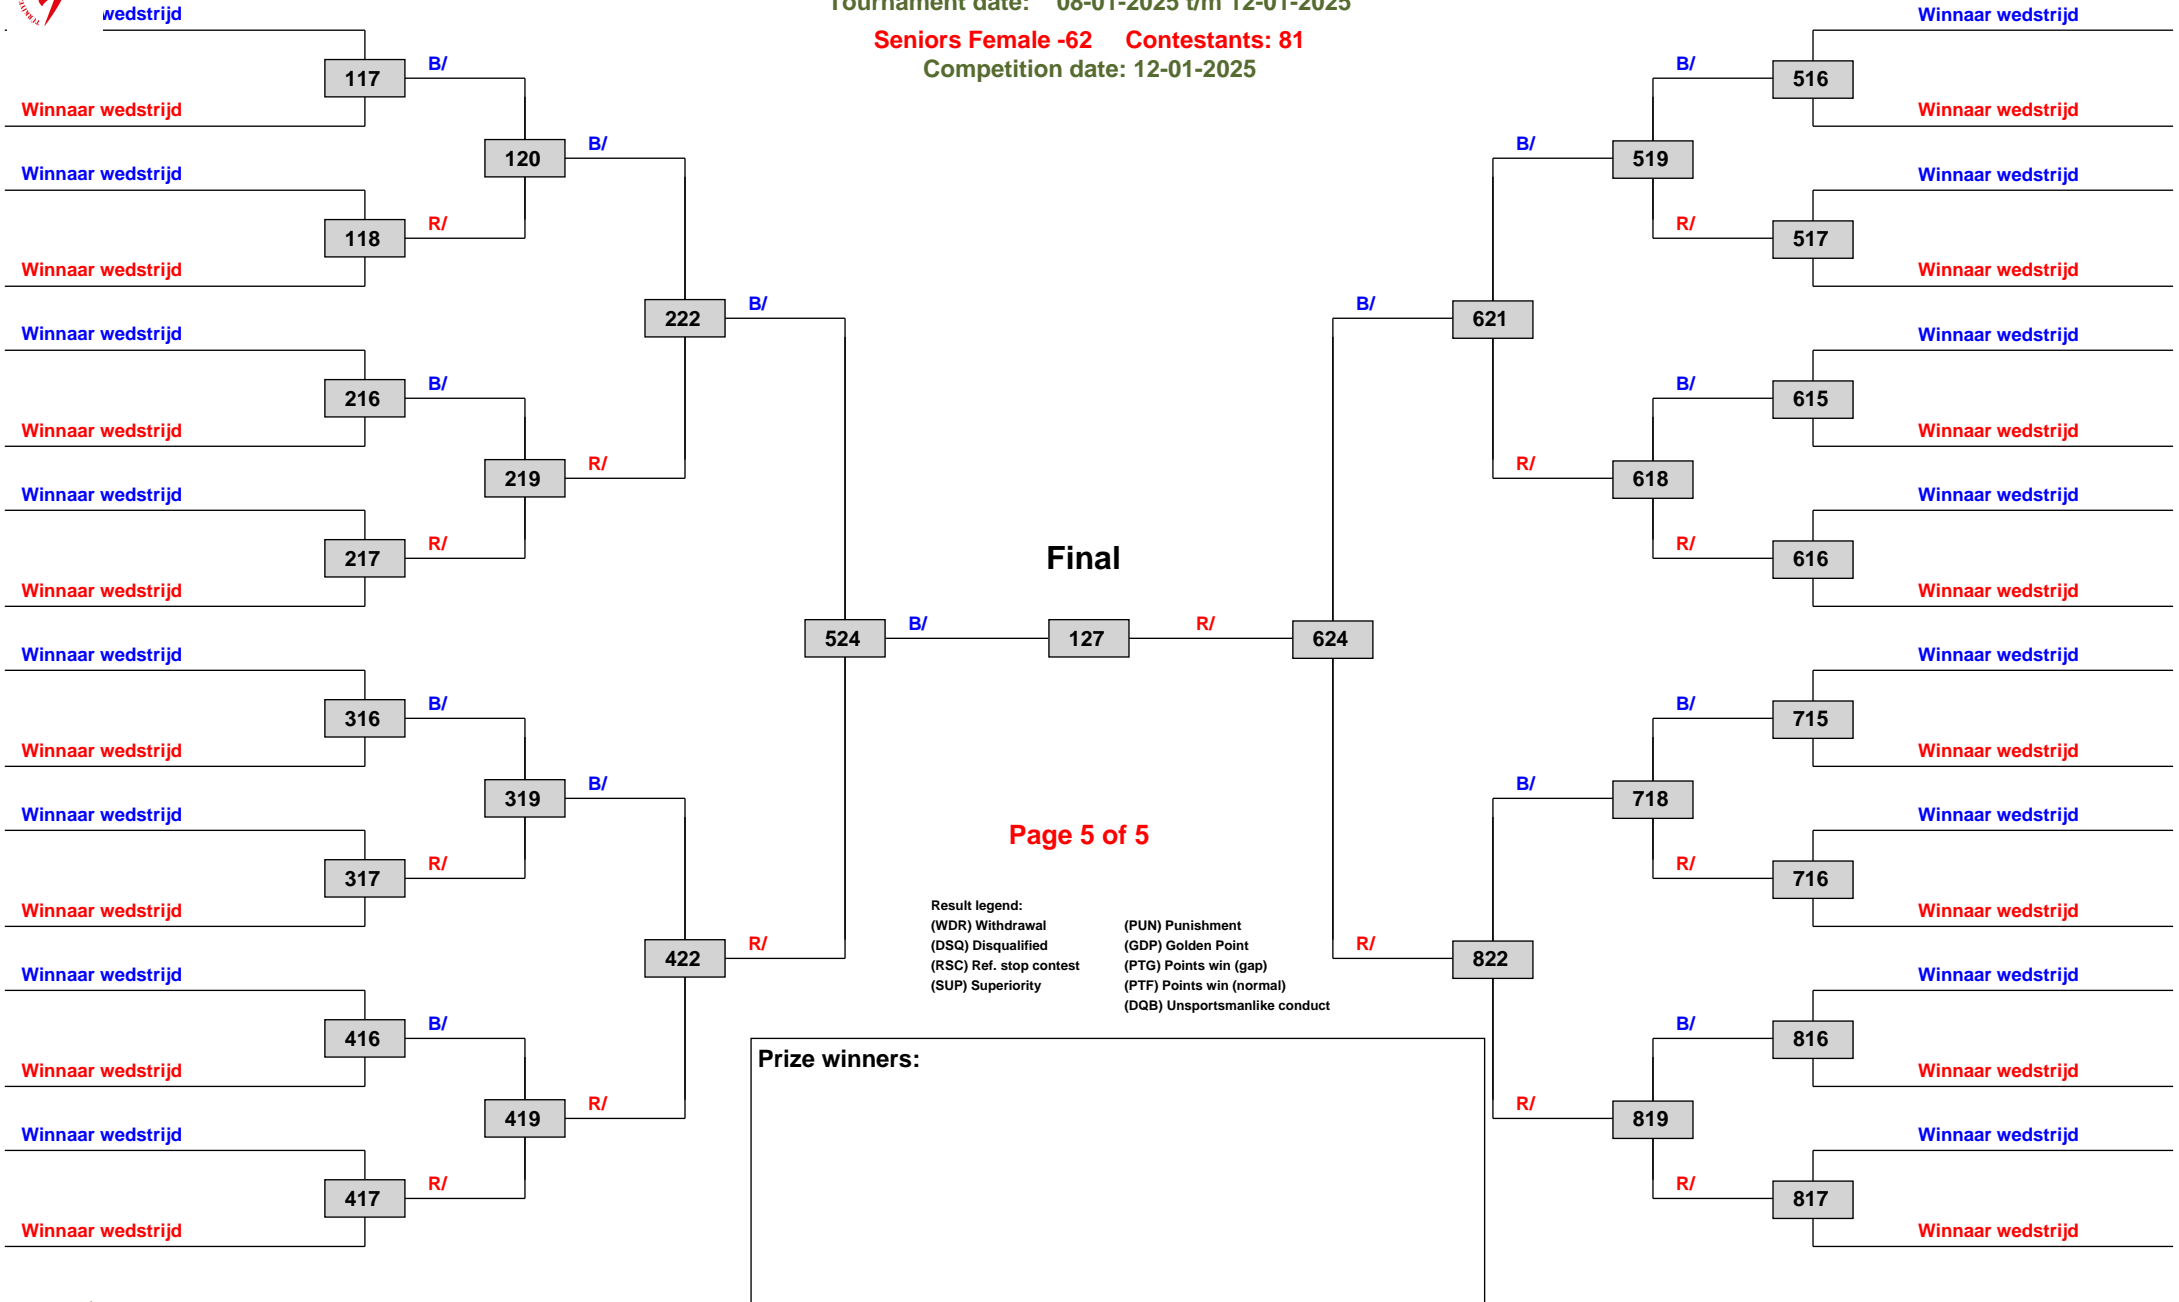 Tournament date: 08-01-2025 t/m 12-01-2025
Seniors Female -62 Contestants: 81
Competition date: 12-01-2025
wedstrijd
117
B/
Winnaar wedstrijd
120
B/
Winnaar wedstrijd
118
R/
Winnaar wedstrijd
222
B/
Winnaar wedstrijd
216
B/
Winnaar wedstrijd
219
R/
Winnaar wedstrijd
217
R/
Winnaar wedstrijd
524
B/
Winnaar wedstrijd
316
B/
Winnaar wedstrijd
319
B/
Winnaar wedstrijd
317
R/
Winnaar wedstrijd
422
R/
Winnaar wedstrijd
416
B/
Winnaar wedstrijd
419
R/
Winnaar wedstrijd
417
R/
Winnaar wedstrijd
Final
127
R/
624
Winnaar wedstrijd
B/
516
Winnaar wedstrijd
B/
519
Winnaar wedstrijd
R/
517
Winnaar wedstrijd
B/
621
Winnaar wedstrijd
B/
615
Winnaar wedstrijd
R/
618
Winnaar wedstrijd
R/
616
Winnaar wedstrijd
Winnaar wedstrijd
B/
715
Winnaar wedstrijd
B/
718
Winnaar wedstrijd
R/
716
Winnaar wedstrijd
R/
822
Winnaar wedstrijd
B/
816
Winnaar wedstrijd
R/
819
Winnaar wedstrijd
R/
817
Winnaar wedstrijd
Page 5 of 5
Result legend:
(WDR) Withdrawal
(DSQ) Disqualified
(RSC) Ref. stop contest
(SUP) Superiority
(PUN) Punishment
(GDP) Golden Point
(PTG) Points win (gap)
(PTF) Points win (normal)
(DQB) Unsportsmanlike conduct
Prize winners: